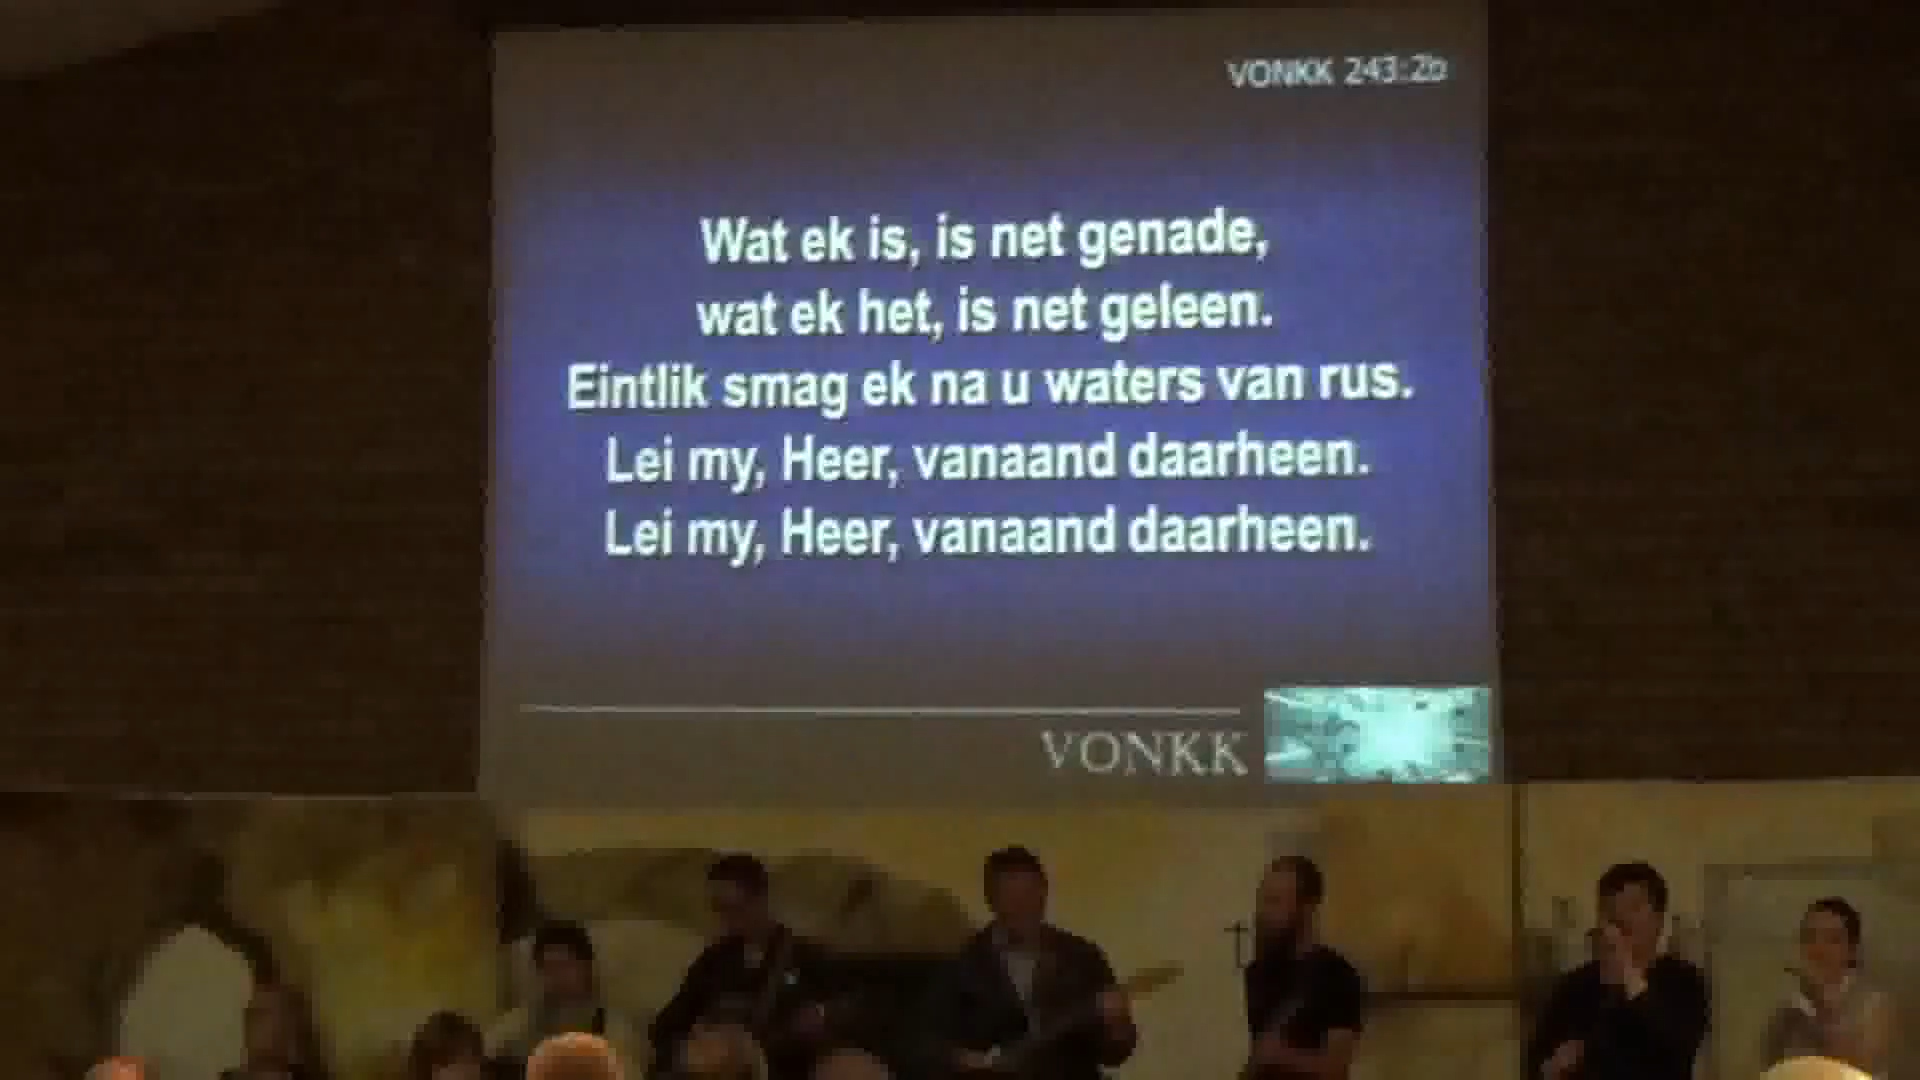 VONKK 243:2b
Wat ek is, is net genade,
wat ek het, is net geleen.
Eintlik smag ek na u waters van rus.
Lei my, Heer, vanaand daarheen.
Lei my, Heer, vanaand daarheen.
VONKK